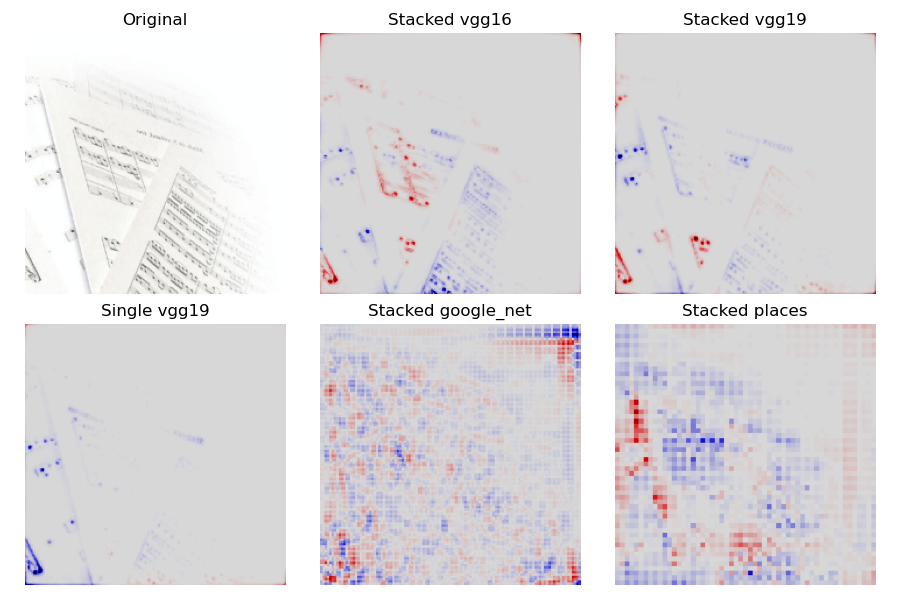 Original
Stacked vgg16
Stacked vgg19
Single vgg19
Stacked google_net
Stacked places